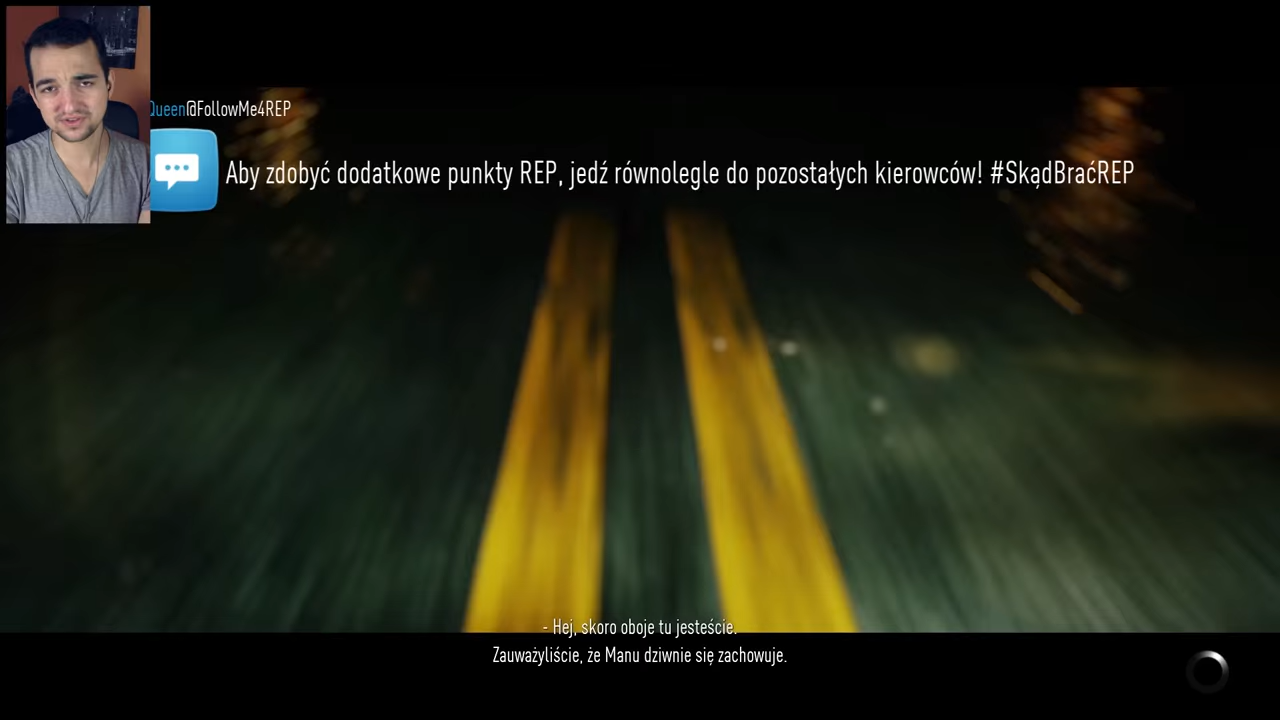 Queen@FollowMe4REP
Aby zdobyć dodatkowe punkty REP, jedź równolegle do pozostałych kierowców! #SkądBraćREP
- Hej, skoro oboje tu jesteście.
Zauważyliście, że Manu dziwnie się zachowuje.